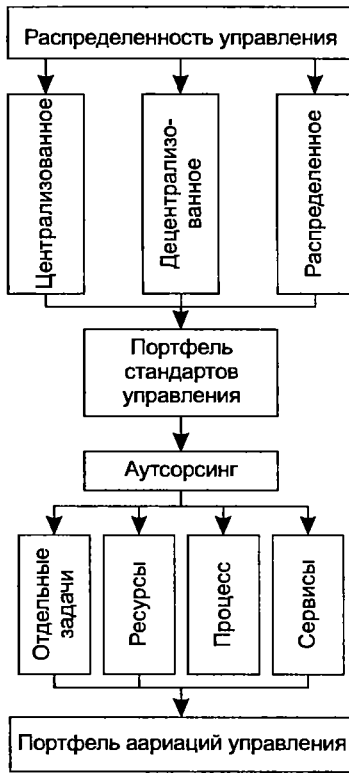 Распределенность управления
Централизованное
Децентрализо-
ванное
Распределенное
Портфель
стандартов
управления
Аутсорсинг
Отдельные
задачи
Ресурсы
Процесс
Сервисы
Портфель аариаций управления